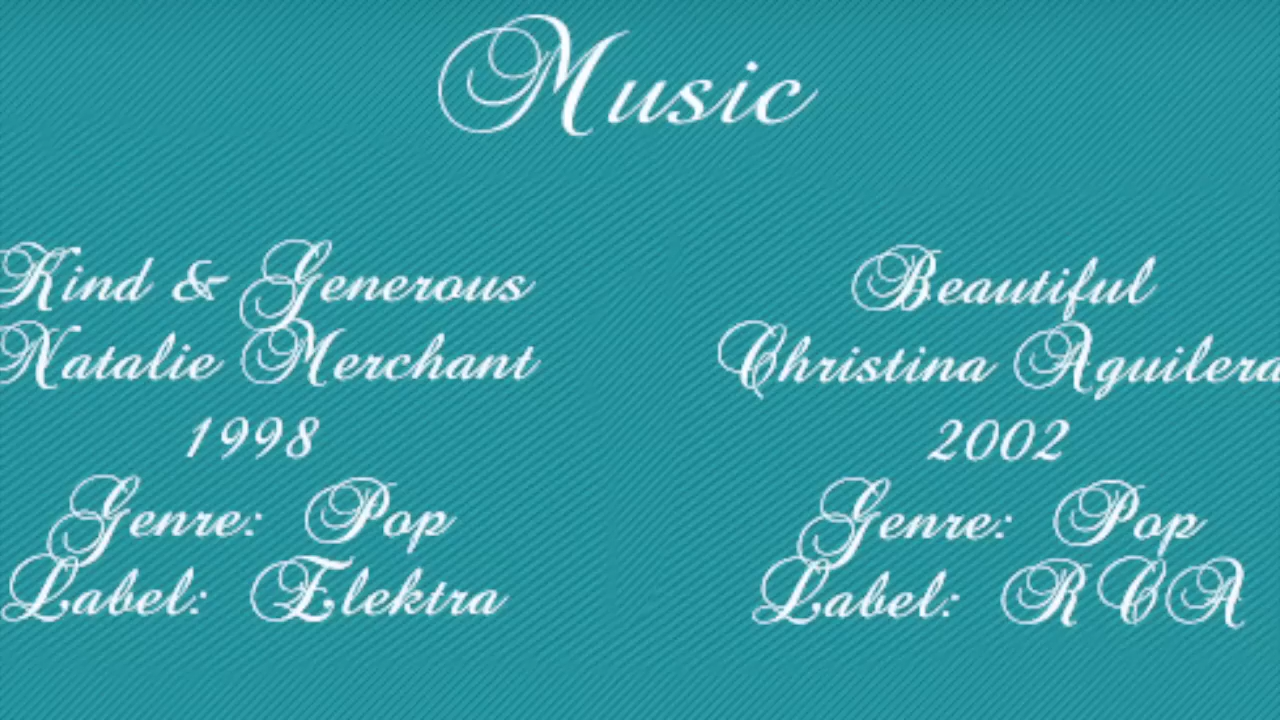 Music
Kind & Generous
Natalie Merchant
1998
Genre: Pop
Label: Elektra
Beautiful
Christina Aguilera
2002
Genre: Pop
Label: RCA